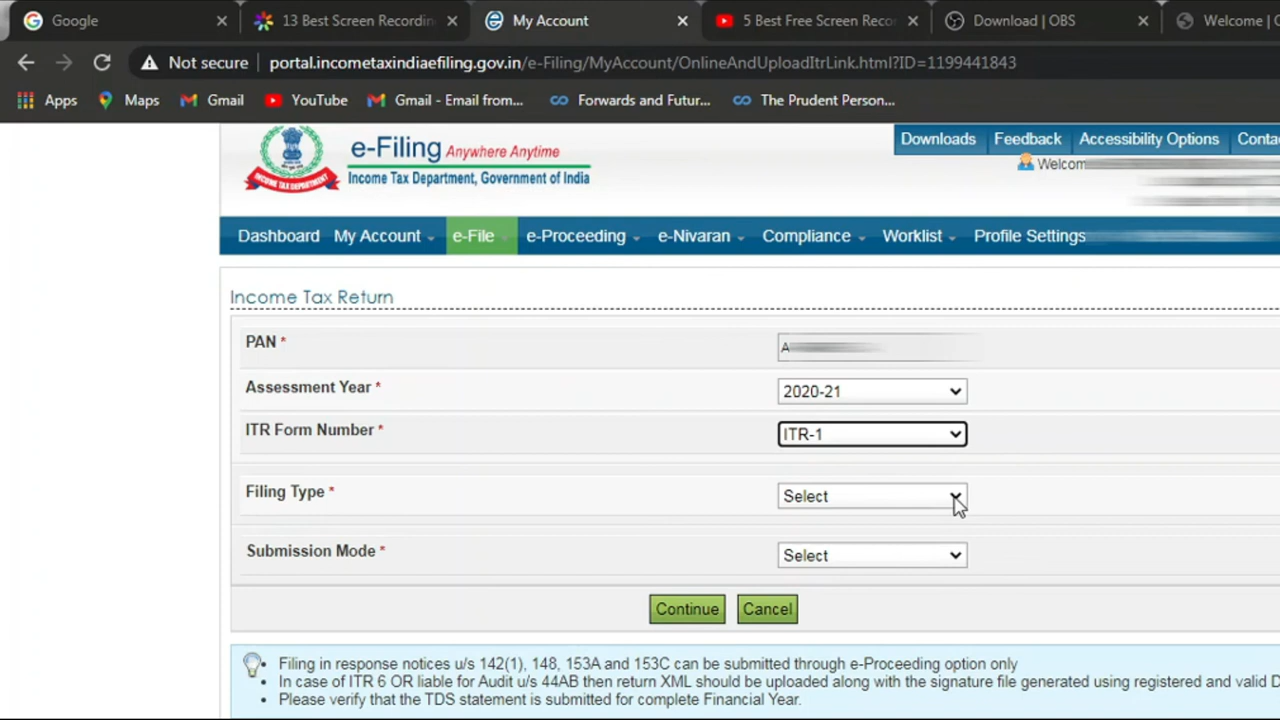 Google
13 Best Screen Recordin
My Account
5 Best Free Screen Reco
Download | OBS
Welcome |
Not secure
portal.incometaxindiaefiling.gov.in/e-Filing/MyAccount/OnlineAndUploadItrLink.html?ID=1199441843
Apps
Maps
Gmail
YouTube
Gmail - Email from...
Forwards and Futur...
The Prudent Person...
INCOME TAX DEPARTMENT
e-Filing Anywhere Anytime
Income Tax Department, Government of India
Downloads
Feedback
Accessibility Options
Conta
Welcom
Dashboard
My Account
e-File
e-Proceeding
e-Nivaran
Compliance
Worklist
Profile Settings
Income Tax Return
PAN *
A
Assessment Year *
2020-21
ITR Form Number *
ITR-1
Filing Type *
Select
Submission Mode *
Select
Continue
Cancel
Filing in response notices u/s 142(1), 148, 153A and 153C can be submitted through e-Proceeding option only
In case of ITR 6 OR liable for Audit u/s 44AB then return XML should be uploaded along with the signature file generated using registered and valid D
Please verify that the TDS statement is submitted for complete Financial Year.